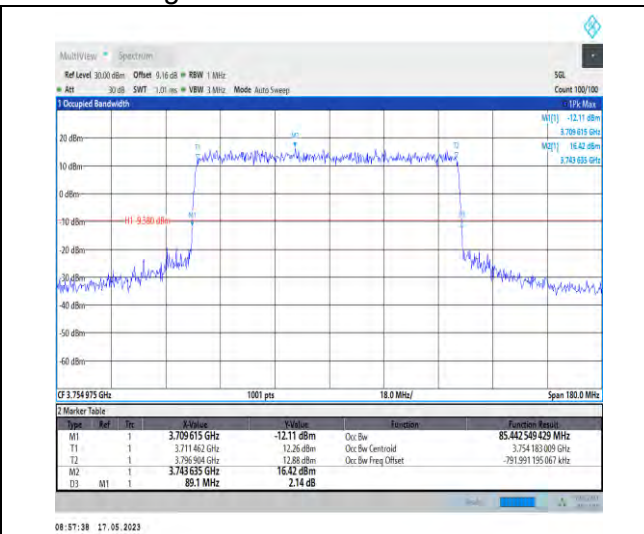 MultiView Spectrum
Ref Level 30.00 dBm Offset 9.16 dB RBW 1 MHz SGL
Att 30 dB SWT 1.01 ms VBW 3 MHz Mode Auto Sweep Count 100/100
1 Occupied Bandwidth 1Pk Max
M1[1] -12.11 dBm
3.709 615 GHz
M2[1] 16.42 dBm
3.743 635 GHz
20 dBm
M2
T1
T2
10 dBm
0 dBm
M1
D3
-10 dBm
H1 -9.380 dBm
-20 dBm
-30 dBm
-40 dBm
-50 dBm
-60 dBm
CF 3.754 975 GHz 1001 pts 18.0 MHz/ Span 180.0 MHz
2 Marker Table
Type Ref Trc X-Value Y-Value Function Function Result
M1 1 3.709 615 GHz -12.11 dBm Occ Bw 85.442 549 429 MHz
T1 1 3.711 462 GHz 12.26 dBm Occ Bw Centroid 3.754 183 009 GHz
T2 1 3.796 904 GHz 12.88 dBm Occ Bw Freq Offset -791.991 195 067 kHz
M2 1 3.743 635 GHz 16.42 dBm
D3 M1 1 89.1 MHz 2.14 dB
08:57:38 17.05.2023